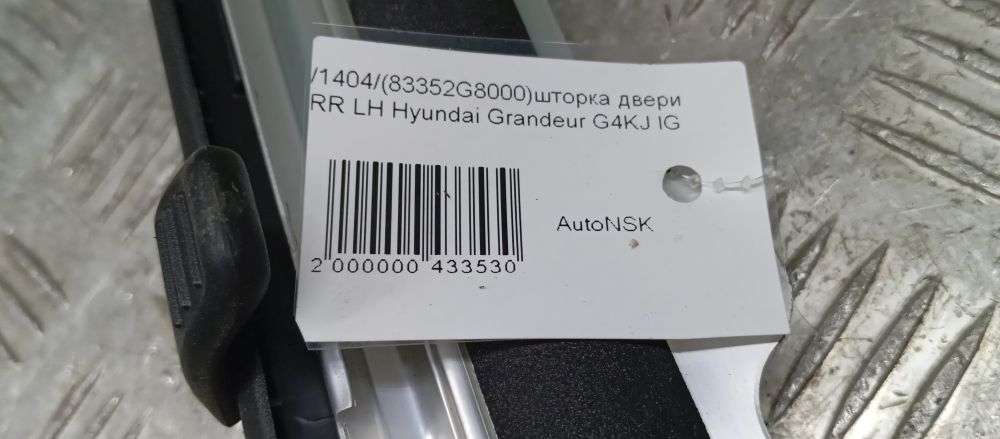 /1404/(83352G8000)шторка двери
RR LH Hyundai Grandeur G4KJ IG
AutoNSK
2 000000 433530